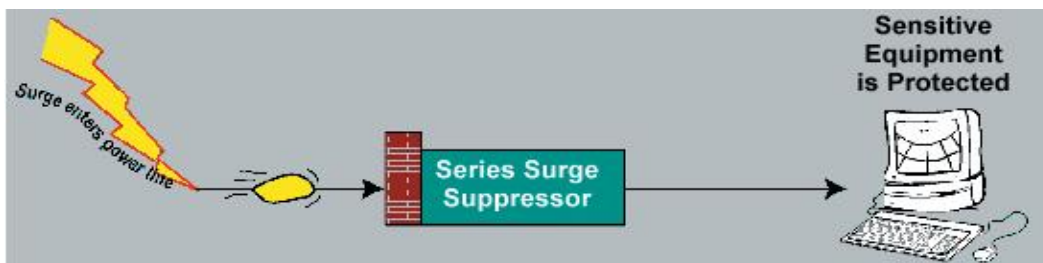 Surge enters power line
Series Surge
Suppressor
Sensitive
Equipment
is Protected